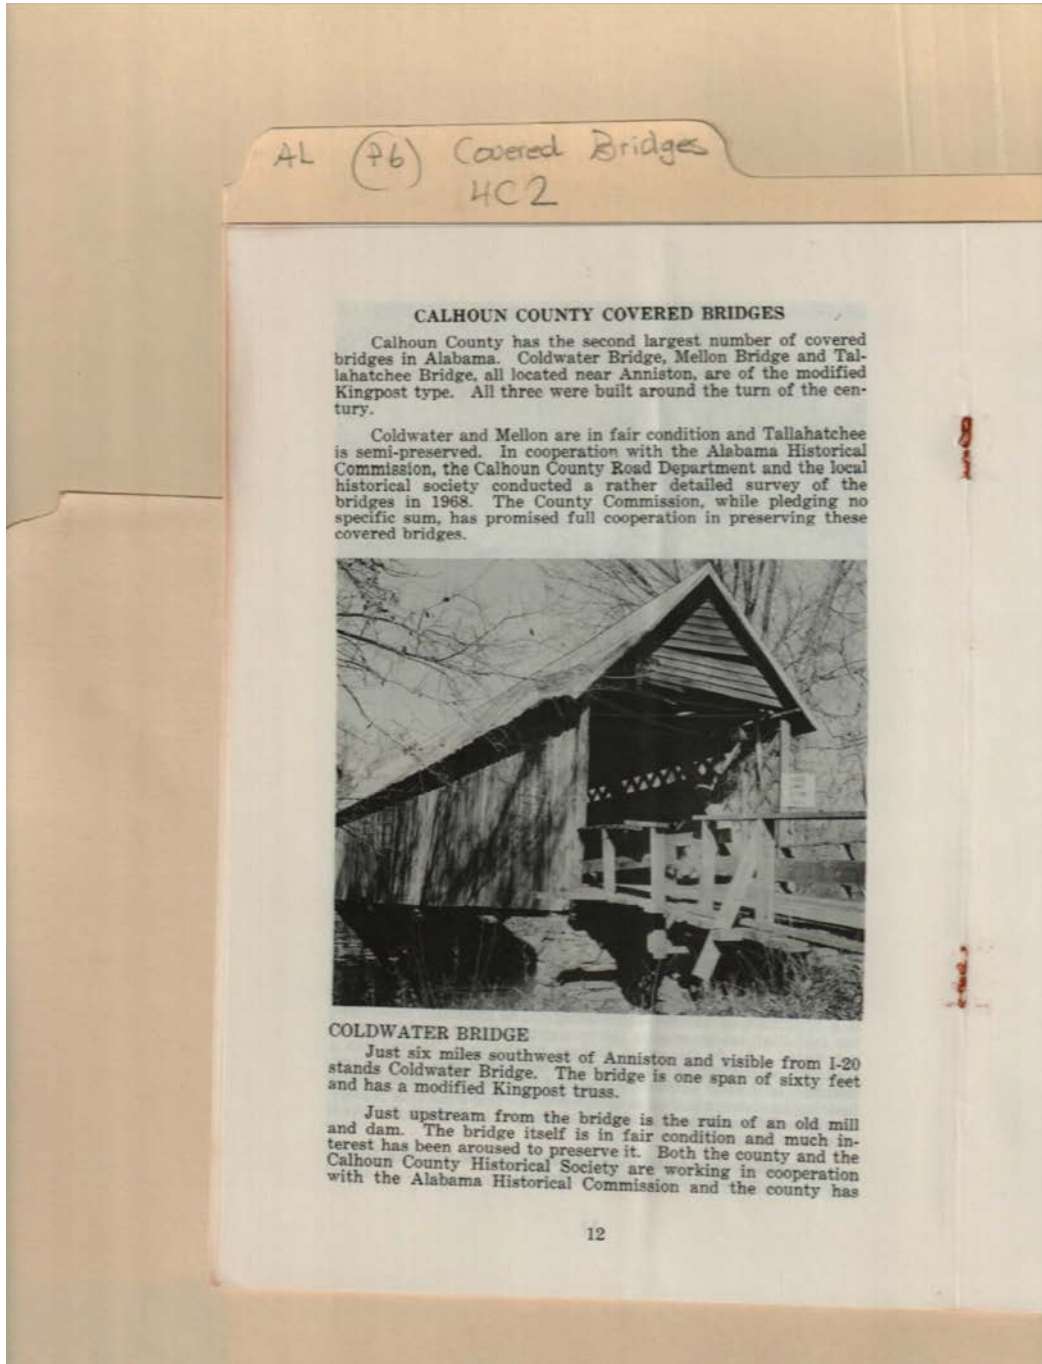 AL (P6) Covered Bridges
4C2
CALHOUN COUNTY COVERED BRIDGES
Calhoun County has the second largest number of covered
bridges in Alabama. Coldwater Bridge, Mellon Bridge and Tal-
lahatchee Bridge, all located near Anniston, are of the modified
Kingpost type. All three were built around the turn of the cen-
tury.
Coldwater and Mellon are in fair condition and Tallahatchee
is semi-preserved. In cooperation with the Alabama Historical
Commission, the Calhoun County Road Department and the local
historical society conducted a rather detailed survey of the
bridges in 1968. The County Commission, while pledging no
specific sum, has promised full cooperation in preserving these
covered bridges.
COLDWATER BRIDGE
Just six miles southwest of Anniston and visible from I-20
stands Coldwater Bridge. The bridge is one span of sixty feet
and has a modified Kingpost truss.
Just upstream from the bridge is the ruin of an old mill
and dam. The bridge itself is in fair condition and much in-
terest has been aroused to preserve it. Both the county and the
Calhoun County Historical Society are working in cooperation
with the Alabama Historical Commission and the county has
12